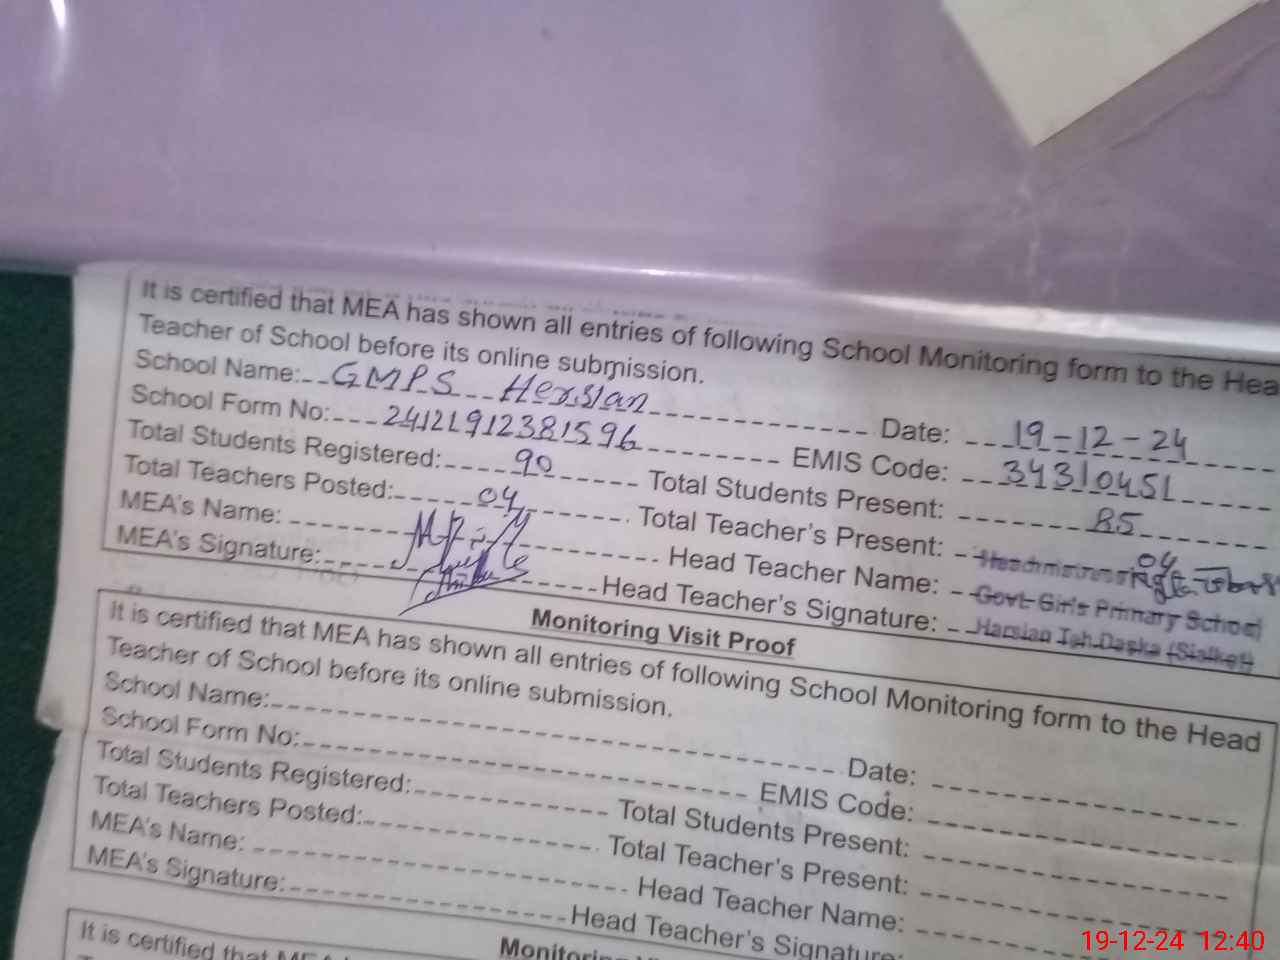 It is certified that MEA has shown all entries of following School Monitoring form to the Hea
Teacher of School before its online submission.
School Name: GMPS Herslan Date: 19-12-24
School Form No: 24121912381596 EMIS Code: 34310451
Total Students Registered: 90 Total Students Present: 85
Total Teachers Posted: 04 Total Teacher's Present: 04
MEA's Name: Head Teacher Name: Headmistress
MEA's Signature: Head Teacher's Signature: Govt. Girls Primary School
Harslan Teh.Daska (Sialkot)
Monitoring Visit Proof
It is certified that MEA has shown all entries of following School Monitoring form to the Head
Teacher of School before its online submission.
School Name: Date:
School Form No: EMIS Code:
Total Students Registered: Total Students Present:
Total Teachers Posted: Total Teacher's Present:
MEA's Name: Head Teacher Name:
MEA's Signature: Head Teacher's Signature:
Monitoring
It is certified that MEA
19-12-24 12:40